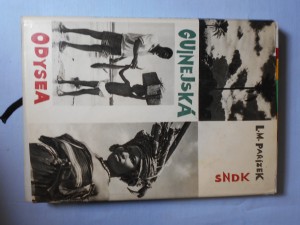 L.M. PAŘÍZEK
GUINEJSKÁ
ODYSEA
SNDK